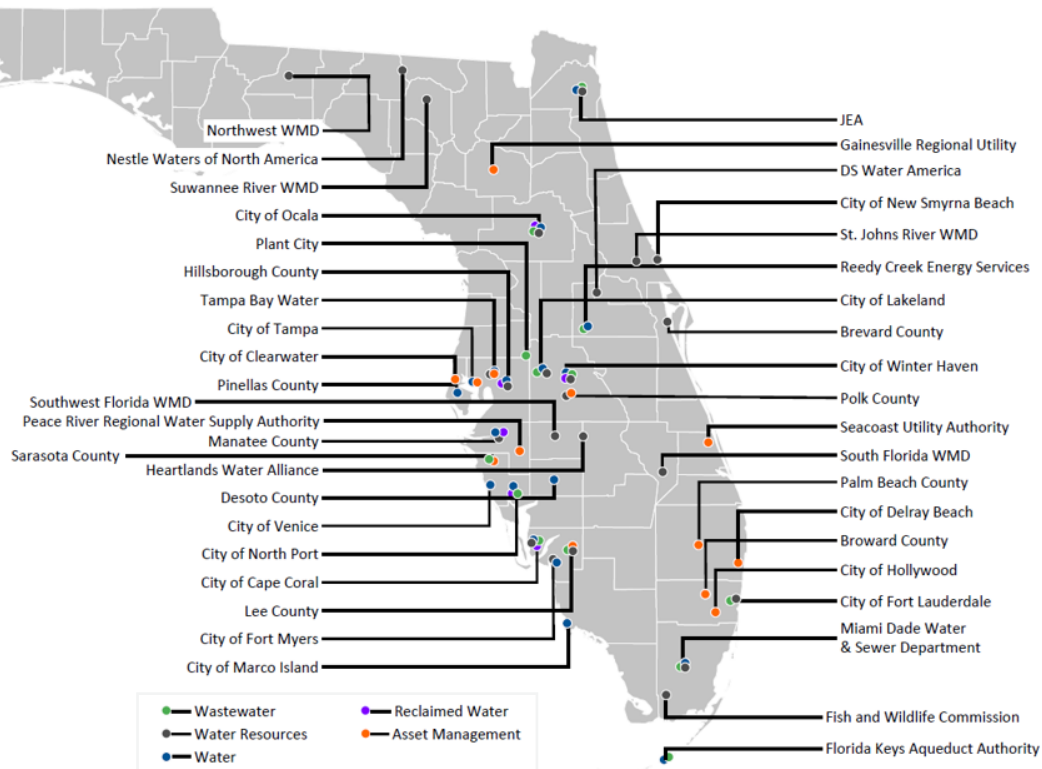 Northwest WMD
Nestle Waters of North America
Suwannee River WMD
City of Ocala
Plant City
Hillsborough County
Tampa Bay Water
City of Tampa
City of Clearwater
Pinellas County
Southwest Florida WMD
Peace River Regional Water Supply Authority
Manatee County
Sarasota County
Heartlands Water Alliance
Desoto County
City of Venice
City of North Port
City of Cape Coral
Lee County
City of Fort Myers
City of Marco Island
JEA
Gainesville Regional Utility
DS Water America
City of New Smyrna Beach
St. Johns River WMD
Reedy Creek Energy Services
City of Lakeland
Brevard County
City of Winter Haven
Polk County
Seacoast Utility Authority
South Florida WMD
Palm Beach County
City of Delray Beach
Broward County
City of Hollywood
City of Fort Lauderdale
Miami Dade Water
& Sewer Department
Fish and Wildlife Commission
Florida Keys Aqueduct Authority
Wastewater
Water Resources
Water
Reclaimed Water
Asset Management